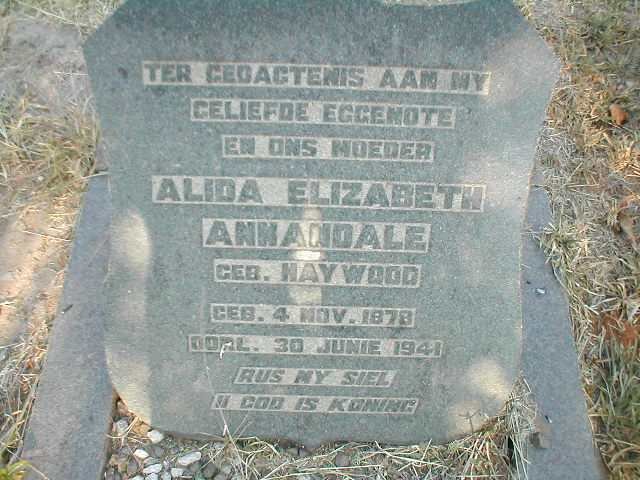 TER GEDAGTENIS AAN MY
GELIEFDE EGGENOTE
EN ONS MOEDER
ALIDA ELIZABETH
ANNANDALE
GEB. HAYWOOD
GEB. 4 NOV. 1878
OORL. 30 JUNIE 1941
RUS MY SIEL
U GOD IS KONING